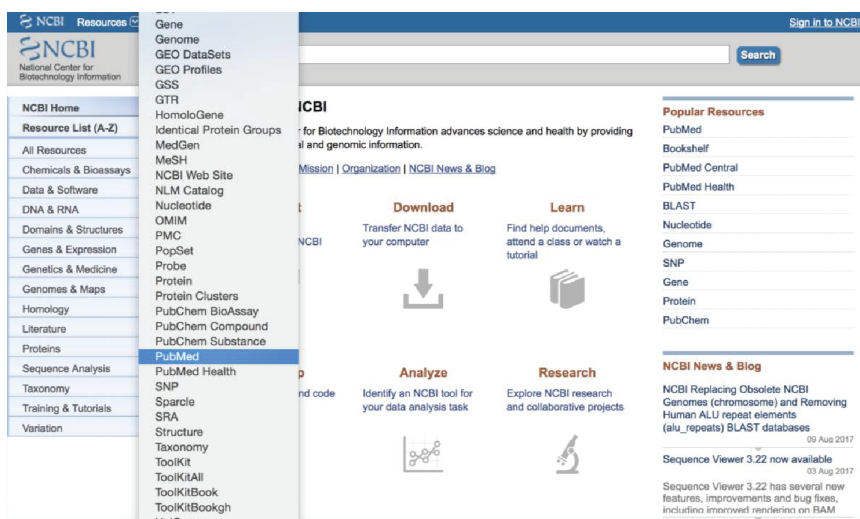 NCBI Resources
Sign in to NCBI
NCBI
National Center for
Biotechnology Information
Search
Gene
Genome
GEO DataSets
GEO Profiles
GSS
GTR
HomoloGene
Identical Protein Groups
MedGen
MeSH
NCBI Web Site
NLM Catalog
Nucleotide
OMIM
PMC
PopSet
Probe
Protein
Protein Clusters
PubChem BioAssay
PubChem Compound
PubChem Substance
PubMed
PubMed Health
SNP
Sparcle
SRA
Structure
Taxonomy
ToolKit
ToolKitAll
ToolKitBook
ToolKitBookgh
NCBI Home
Resource List (A-Z)
All Resources
Chemicals & Bioassays
Data & Software
DNA & RNA
Domains & Structures
Genes & Expression
Genetics & Medicine
Genomes & Maps
Homology
Literature
Proteins
Sequence Analysis
Taxonomy
Training & Tutorials
Variation
NCBI
for Biotechnology Information advances science and health by providing
and genomic information.
Mission | Organization | NCBI News & Blog
Download
Transfer NCBI data to
your computer
Learn
Find help documents,
attend a class or watch a
tutorial
NCBI
and code
Analyze
Identify an NCBI tool for
your data analysis task
Research
Explore NCBI research
and collaborative projects
Popular Resources
PubMed
Bookshelf
PubMed Central
PubMed Health
BLAST
Nucleotide
Genome
SNP
Gene
Protein
PubChem
NCBI News & Blog
NCBI Replacing Obsolete NCBI
Genomes (chromosome) and Removing
Human ALU repeat elements
(alu_repeats) BLAST databases
09 Aug 2017
Sequence Viewer 3.22 now available
03 Aug 2017
Sequence Viewer 3.22 has several new
features, improvements and bug fixes,
including improved rendering on BAM